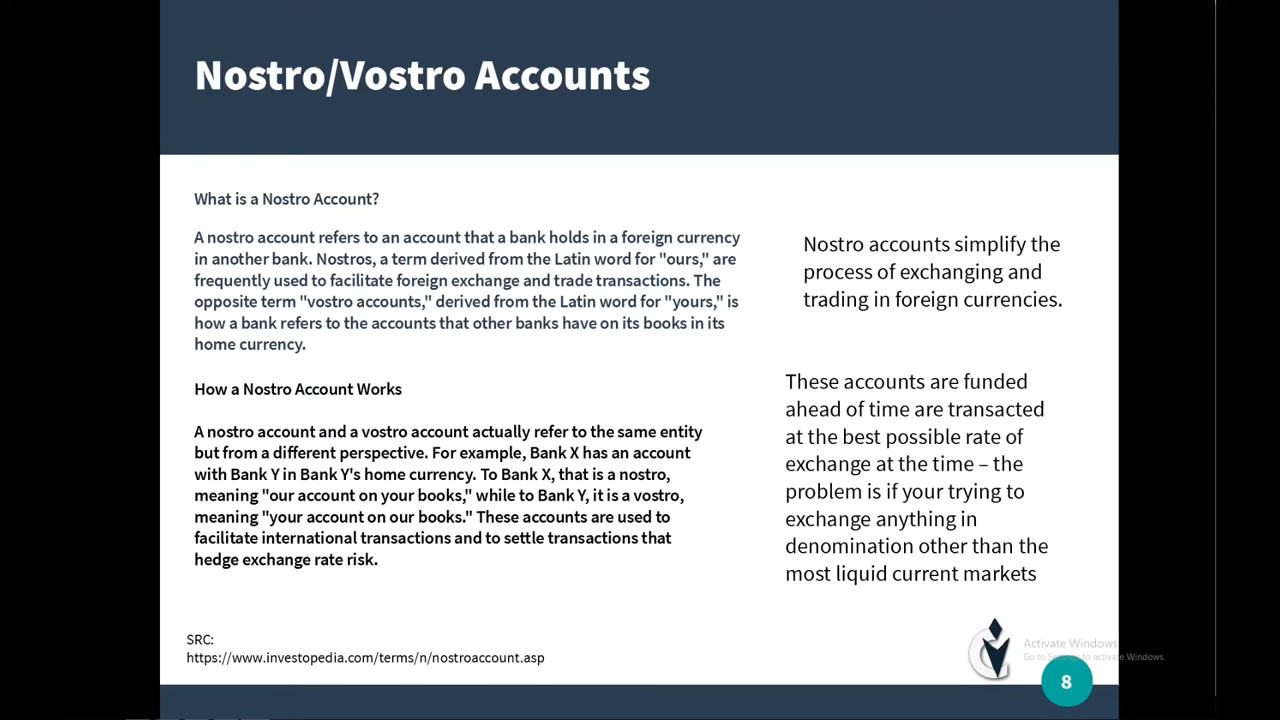 Nostro/Vostro Accounts
What is a Nostro Account?
A nostro account refers to an account that a bank holds in a foreign currency
in another bank. Nostros, a term derived from the Latin word for "ours," are
frequently used to facilitate foreign exchange and trade transactions. The
opposite term "vostro accounts," derived from the Latin word for "yours," is
how a bank refers to the accounts that other banks have on its books in its
home currency.
How a Nostro Account Works
A nostro account and a vostro account actually refer to the same entity
but from a different perspective. For example, Bank X has an account
with Bank Y in Bank Y's home currency. To Bank X, that is a nostro,
meaning "our account on your books," while to Bank Y, it is a vostro,
meaning "your account on our books." These accounts are used to
facilitate international transactions and to settle transactions that
hedge exchange rate risk.
Nostro accounts simplify the
process of exchanging and
trading in foreign currencies.
These accounts are funded
ahead of time are transacted
at the best possible rate of
exchange at the time – the
problem is if your trying to
exchange anything in
denomination other than the
most liquid current markets
SRC:
https://www.investopedia.com/terms/n/nostroaccount.asp
Activate Windows
Go to Settings to activate Windows.
8